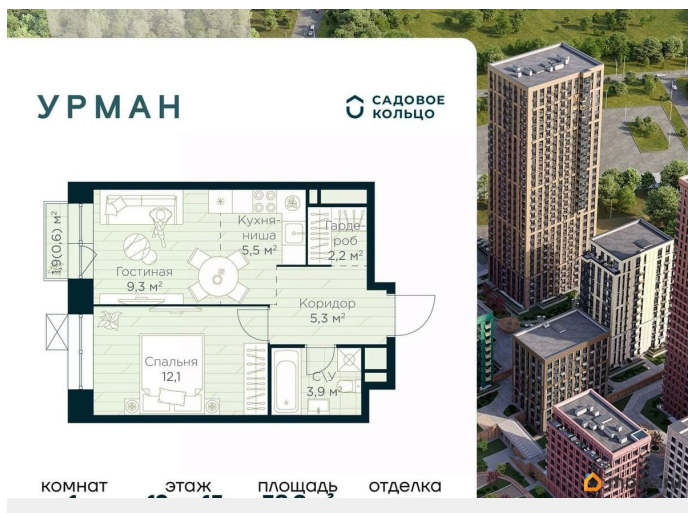 УРМАН
САДОВОЕ
КОЛЬЦО
1,9(0,6) м²
Кухня-
ниша
5,5 м²
Гарде-
роб
2,2 м²
Гостиная
9,3 м²
Коридор
5,3 м²
Спальня
12,1
С\У
3,9 м²
комнат этаж площадь отделка